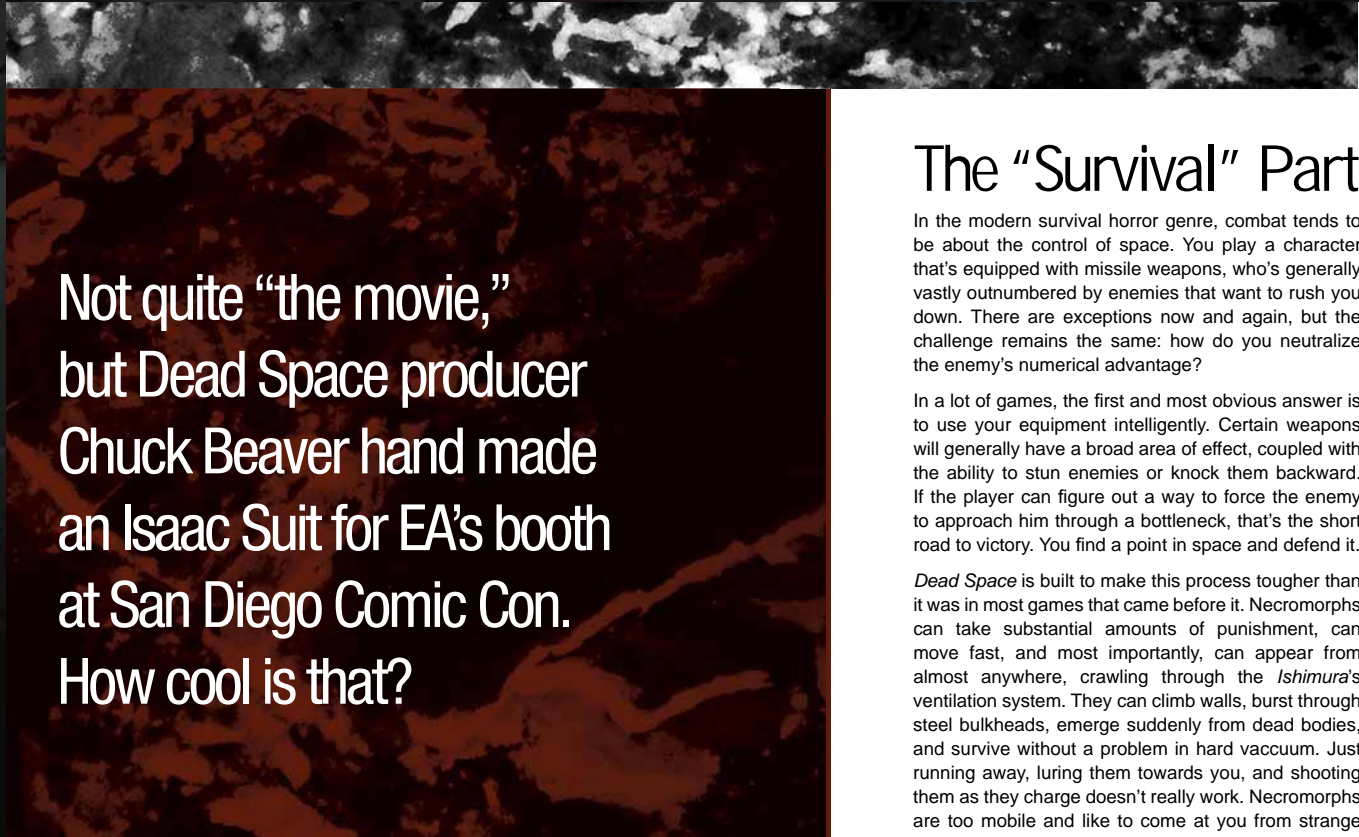 Not quite “the movie,”
but Dead Space producer
Chuck Beaver hand made
an Isaac Suit for EA’s booth
at San Diego Comic Con.
How cool is that?
The “Survival” Part
In the modern survival horror genre, combat tends to
be about the control of space. You play a character
that’s equipped with missile weapons, who’s generally
vastly outnumbered by enemies that want to rush you
down. There are exceptions now and again, but the
challenge remains the same: how do you neutralize
the enemy’s numerical advantage?
In a lot of games, the first and most obvious answer is
to use your equipment intelligently. Certain weapons
will generally have a broad area of effect, coupled with
the ability to stun enemies or knock them backward.
If the player can figure out a way to force the enemy
to approach him through a bottleneck, that’s the short
road to victory. You find a point in space and defend it.
Dead Space is built to make this process tougher than
it was in most games that came before it. Necromorphs
can take substantial amounts of punishment, can
move fast, and most importantly, can appear from
almost anywhere, crawling through the Ishimura’s
ventilation system. They can climb walls, burst through
steel bulkheads, emerge suddenly from dead bodies,
and survive without a problem in hard vaccuum. Just
running away, luring them towards you, and shooting
them as they charge doesn’t really work. Necromorphs
are too mobile and like to come at you from strange